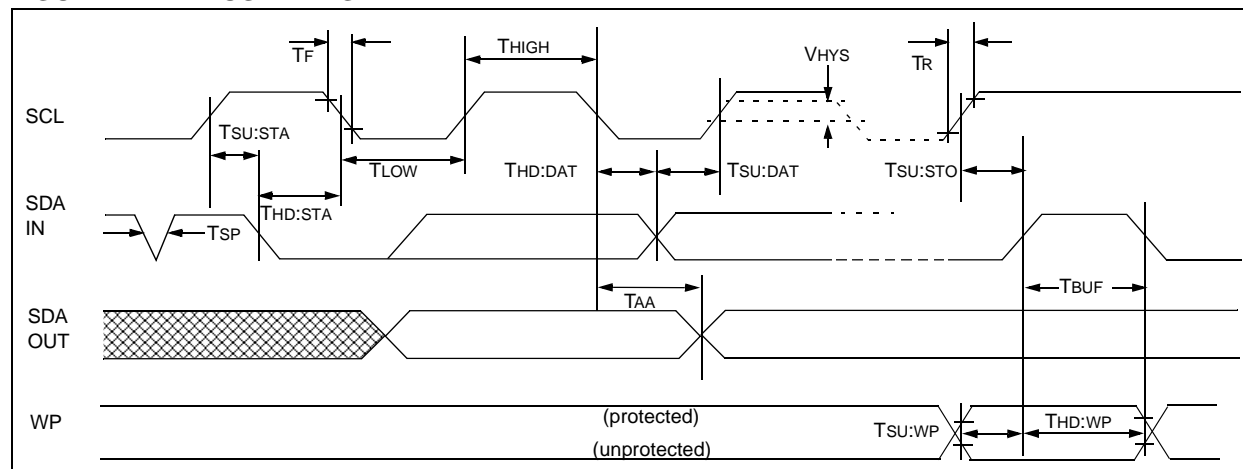 TF
THIGH
VHYS
TR
SCL
TSU:STA
TLOW
THD:DAT
TSU:DAT
TSU:STO
SDA
IN
TSP
THD:STA
TAA
TBUF
SDA
OUT
WP
(protected)
(unprotected)
TSU:WP
THD:WP